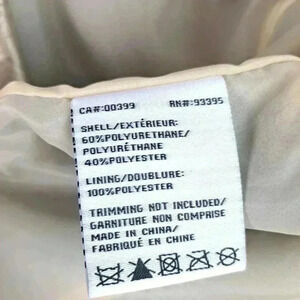 CA#:00399 RN#:93395
SHELL/EXTÉRIEUR:
60%POLYURETHANE/
POLYURÉTHANE
40%POLYESTER
LINING/DOUBLURE:
100%POLYESTER
TRIMMING NOT INCLUDED/
GARNITURE NON COMPRISE
MADE IN CHINA/
FABRIQUÉ EN CHINE